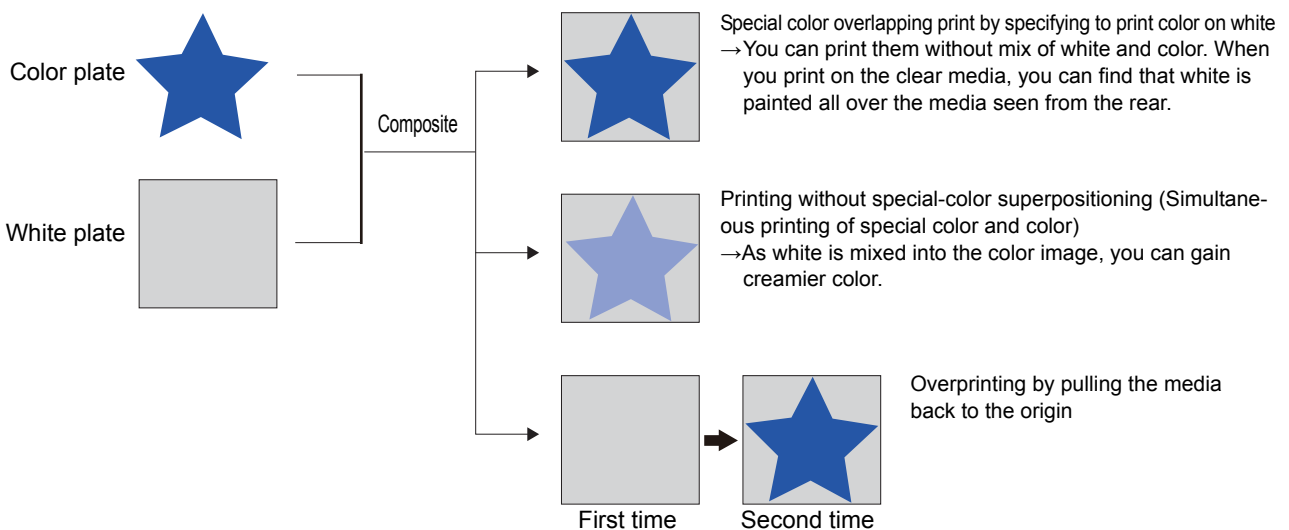 Color plate
White plate
Composite
Special color overlapping print by specifying to print color on white
→You can print them without mix of white and color. When
you print on the clear media, you can find that white is
painted all over the media seen from the rear.
Printing without special-color superpositioning (Simultane-
ous printing of special color and color)
→As white is mixed into the color image, you can gain
creamier color.
Overprinting by pulling the media
back to the origin
First time
Second time